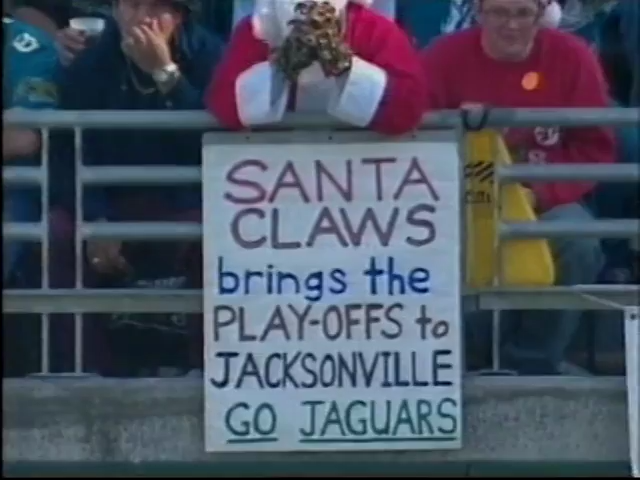 SANTA
CLAWS
brings the
PLAY-OFFS to
JACKSONVILLE
GO JAGUARS